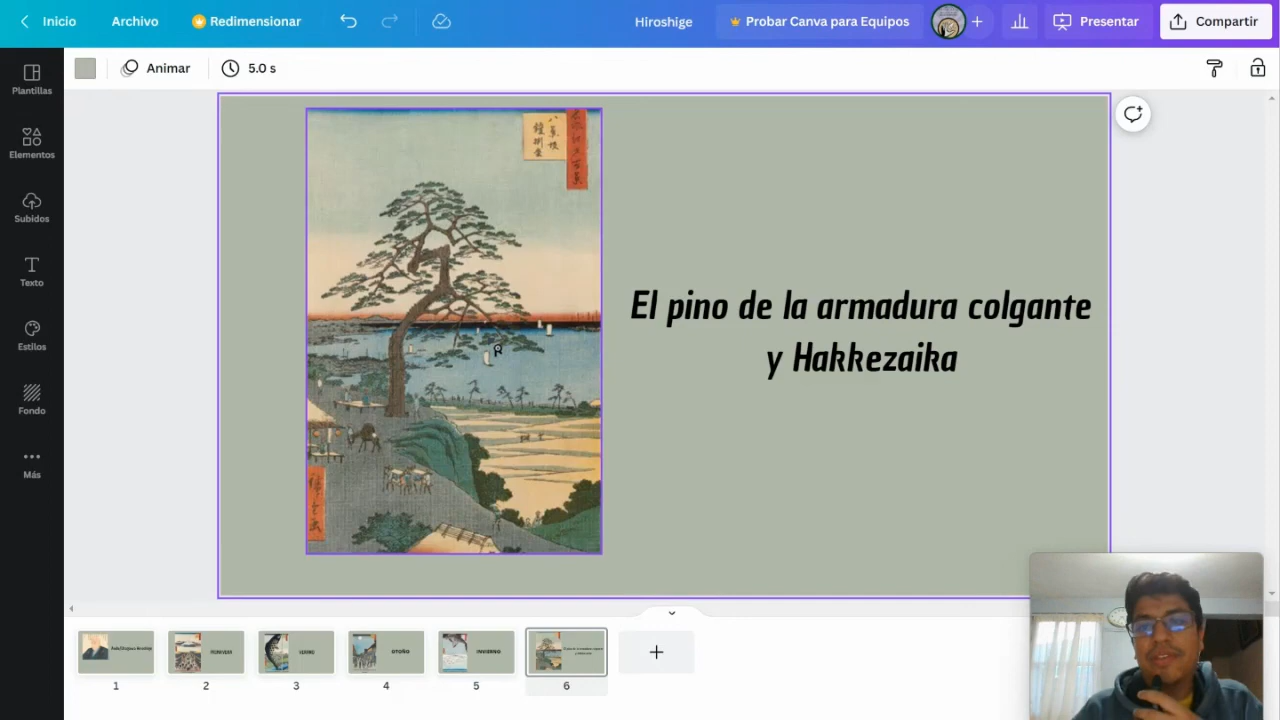 Inicio
Archivo
Redimensionar
Hiroshige
Probar Canva para Equipos
Presentar
Compartir
Animar
5.0 s
Plantillas
Elementos
Subidos
Texto
Estilos
Fondo
Más
El pino de la armadura colgante
y Hakkezaika
OTOÑO
INVIERNO
1
2
3
4
5
6